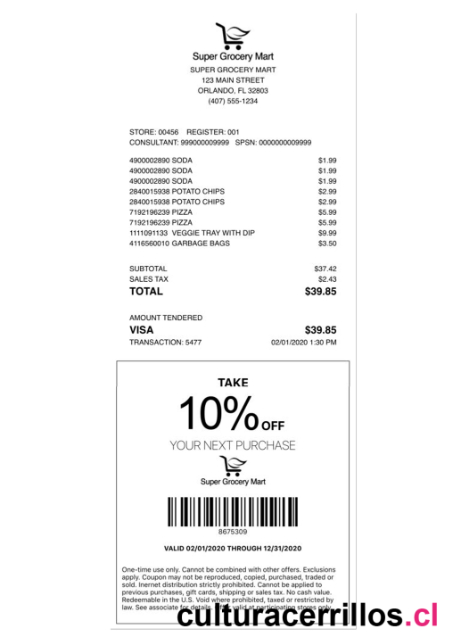 Super Grocery Mart
SUPER GROCERY MART
123 MAIN STREET
ORLANDO, FL 32803
(407) 555-1234
STORE: 00456 REGISTER: 001
CONSULTANT: 999000009999 SPSN: 0000000009999
4900002890 SODA $1.99
4900002890 SODA $1.99
4900002890 SODA $1.99
2840015938 POTATO CHIPS $2.99
2840015938 POTATO CHIPS $2.99
7192196239 PIZZA $5.99
7192196239 PIZZA $5.99
1111091133 VEGGIE TRAY WITH DIP $9.99
4116560010 GARBAGE BAGS $3.50
SUBTOTAL $37.42
SALES TAX $2.43
TOTAL $39.85
AMOUNT TENDERED
VISA $39.85
TRANSACTION: 5477 02/01/2020 1:30 PM
TAKE
10% OFF
YOUR NEXT PURCHASE
Super Grocery Mart
8675309
VALID 02/01/2020 THROUGH 12/31/2020
One-time use only. Cannot be combined with other offers. Exclusions
apply. Coupon may not be reproduced, copied, purchased, traded or
sold. Inernet distribution strictly prohibited. Cannot be applied to
previous purchases, gift cards, shipping or sales tax. No cash value.
Redeemable in the U.S. Void where prohibited, taxed or restricted by
law. See associate for details. valid at participating stores only.
culturacerrillos.cl